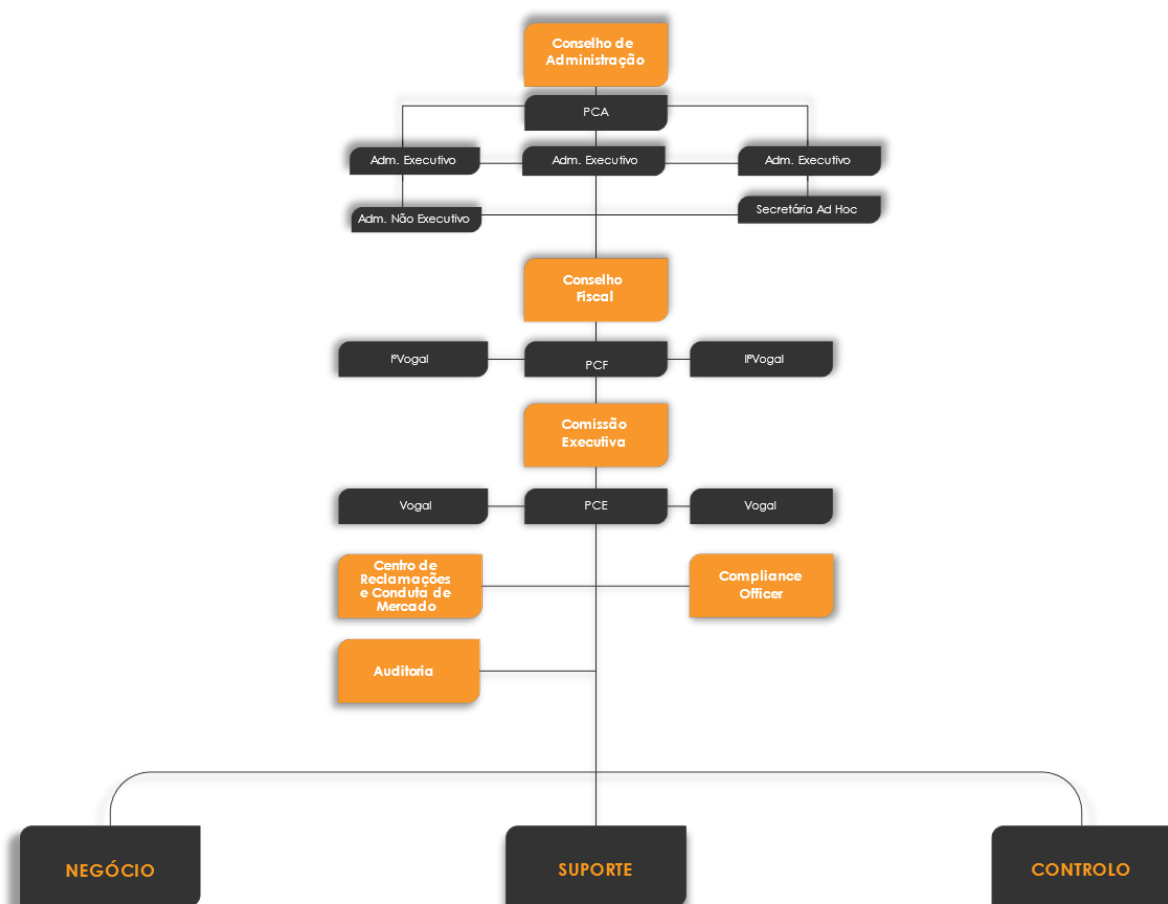 Conselho de
Administração
PCA
Adm. Executivo
Adm. Executivo
Adm. Executivo
Adm. Não Executivo
Secretária Ad Hoc
Conselho
Fiscal
IºVogal
PCF
IIºVogal
Comissão
Executiva
Vogal
PCE
Vogal
Centro de
Reclamações
e Conduta de
Mercado
Compliance
Officer
Auditoria
NEGÓCIO
SUPORTE
CONTROLO